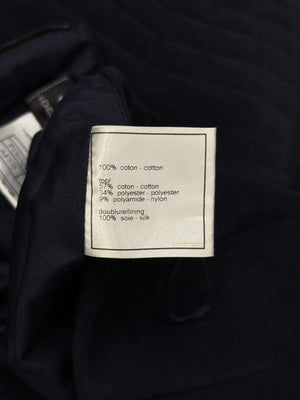 100% coton - cotton
top/
57% coton - cotton
34% polyester - polyester
9% polyamide - nylon
doublure/lining
100% soie - silk